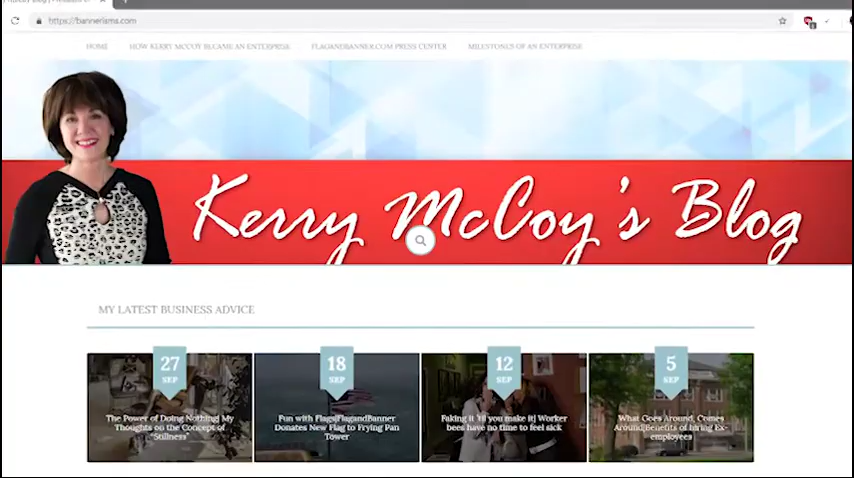 https://bannerisms.com
HOME HOW KERRY MCCOY BECAME AN ENTERPRISE FLAGANDBANNER.COM PRESS CENTER MILESTONES OF AN ENTERPRISE
Kerry McCoy's Blog
MY LATEST BUSINESS ADVICE
27
SEP
The Power of Doing Nothing| My
Thoughts on the Concept of
"Stillness"
18
SEP
Fun with Flags|FlagandBanner
Donates New Flag to Frying Pan
Tower
12
SEP
Faking it 'til you make it| Worker
bees have no time to feel sick
5
SEP
What Goes Around, Comes
Around|Benefits of hiring Ex-
employees